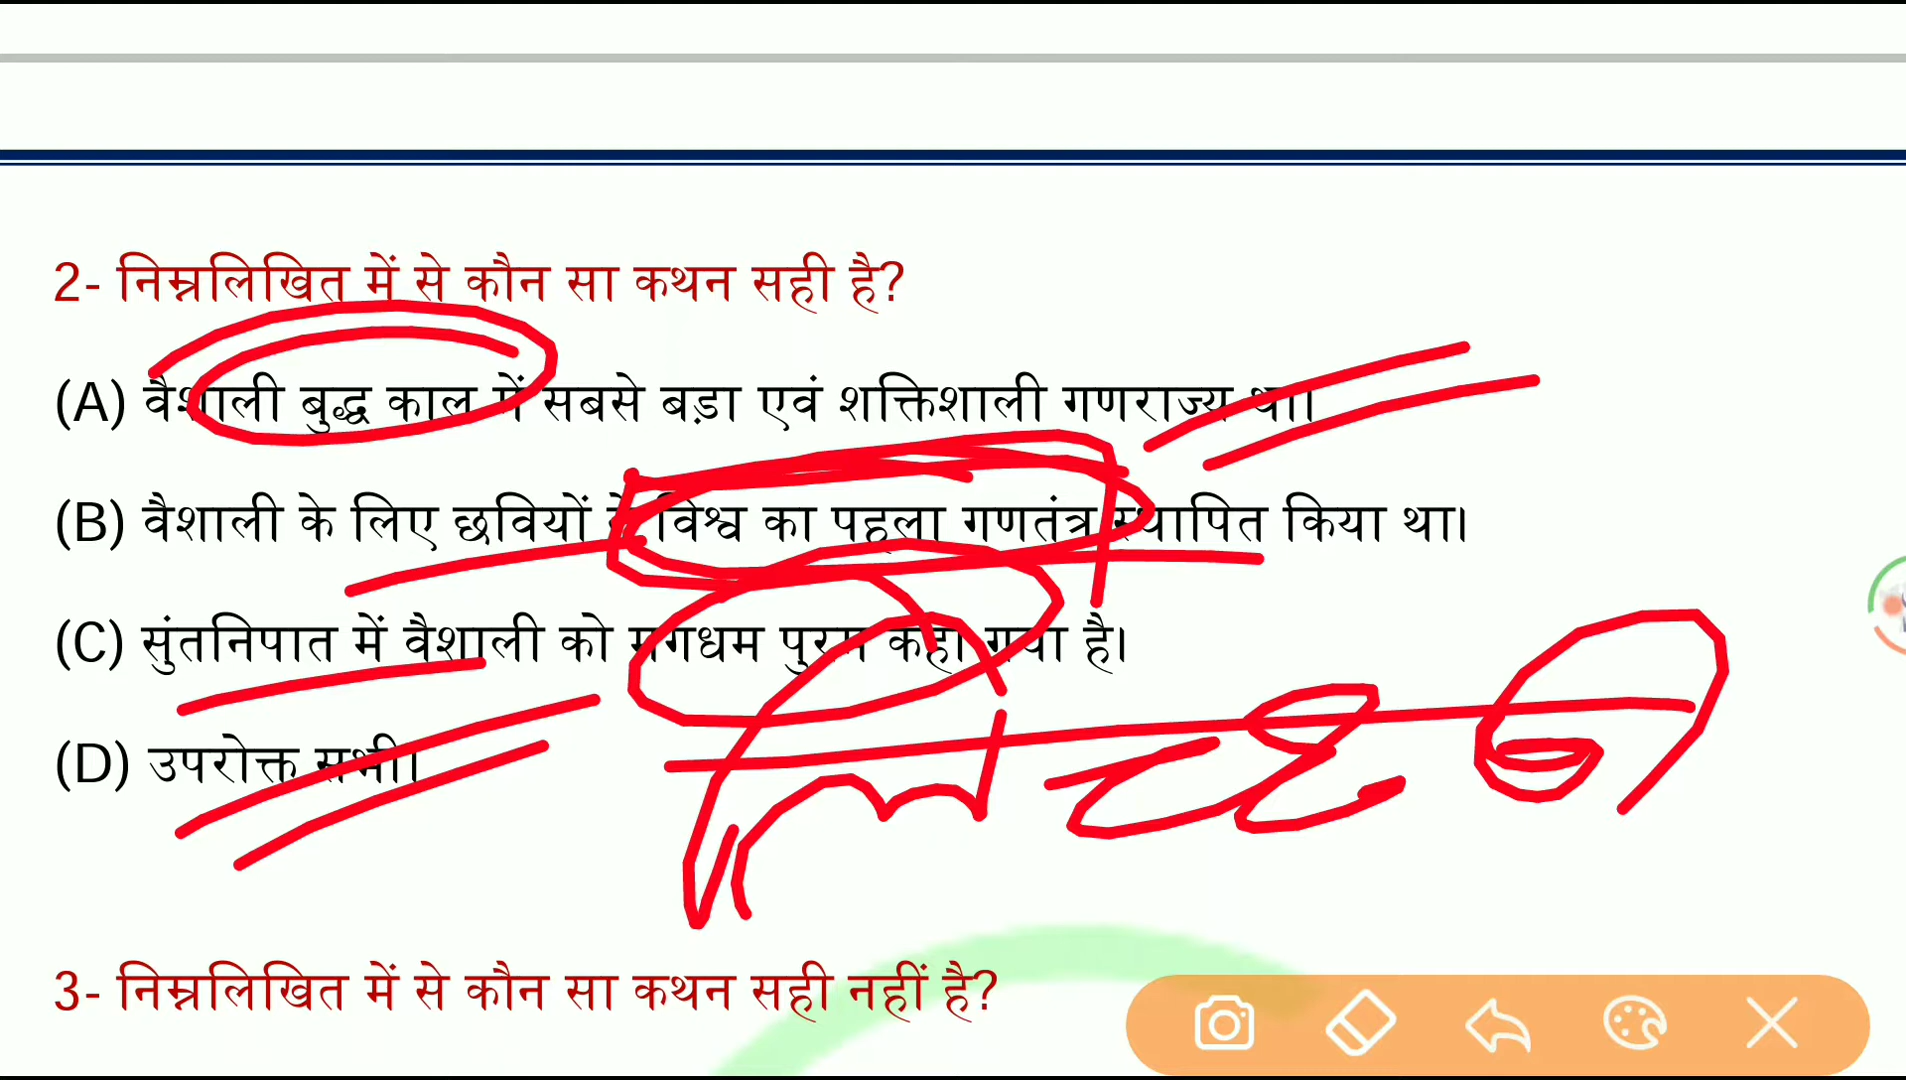 2- निम्नलिखित में से कौन सा कथन सही है?
(A) वैशाली बुद्ध काल में सबसे बड़ा एवं शक्तिशाली गणराज्य था।
(B) वैशाली के लिए छवियों ने विश्व का पहला गणतंत्र स्थापित किया था।
(C) सुंतनिपात में वैशाली को मगधम पुरम कहा गया है।
(D) उपरोक्त सभी।
3- निम्नलिखित में से कौन सा कथन सही नहीं है?